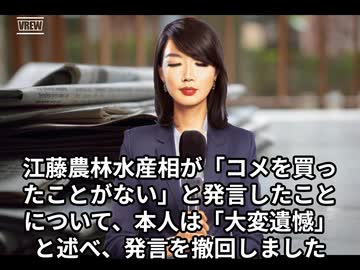 VREW
江藤農林水産相が「コメを買っ
たことがない」と発言したこと
について、本人は「大変遺憾」
と述べ、発言を撤回しました